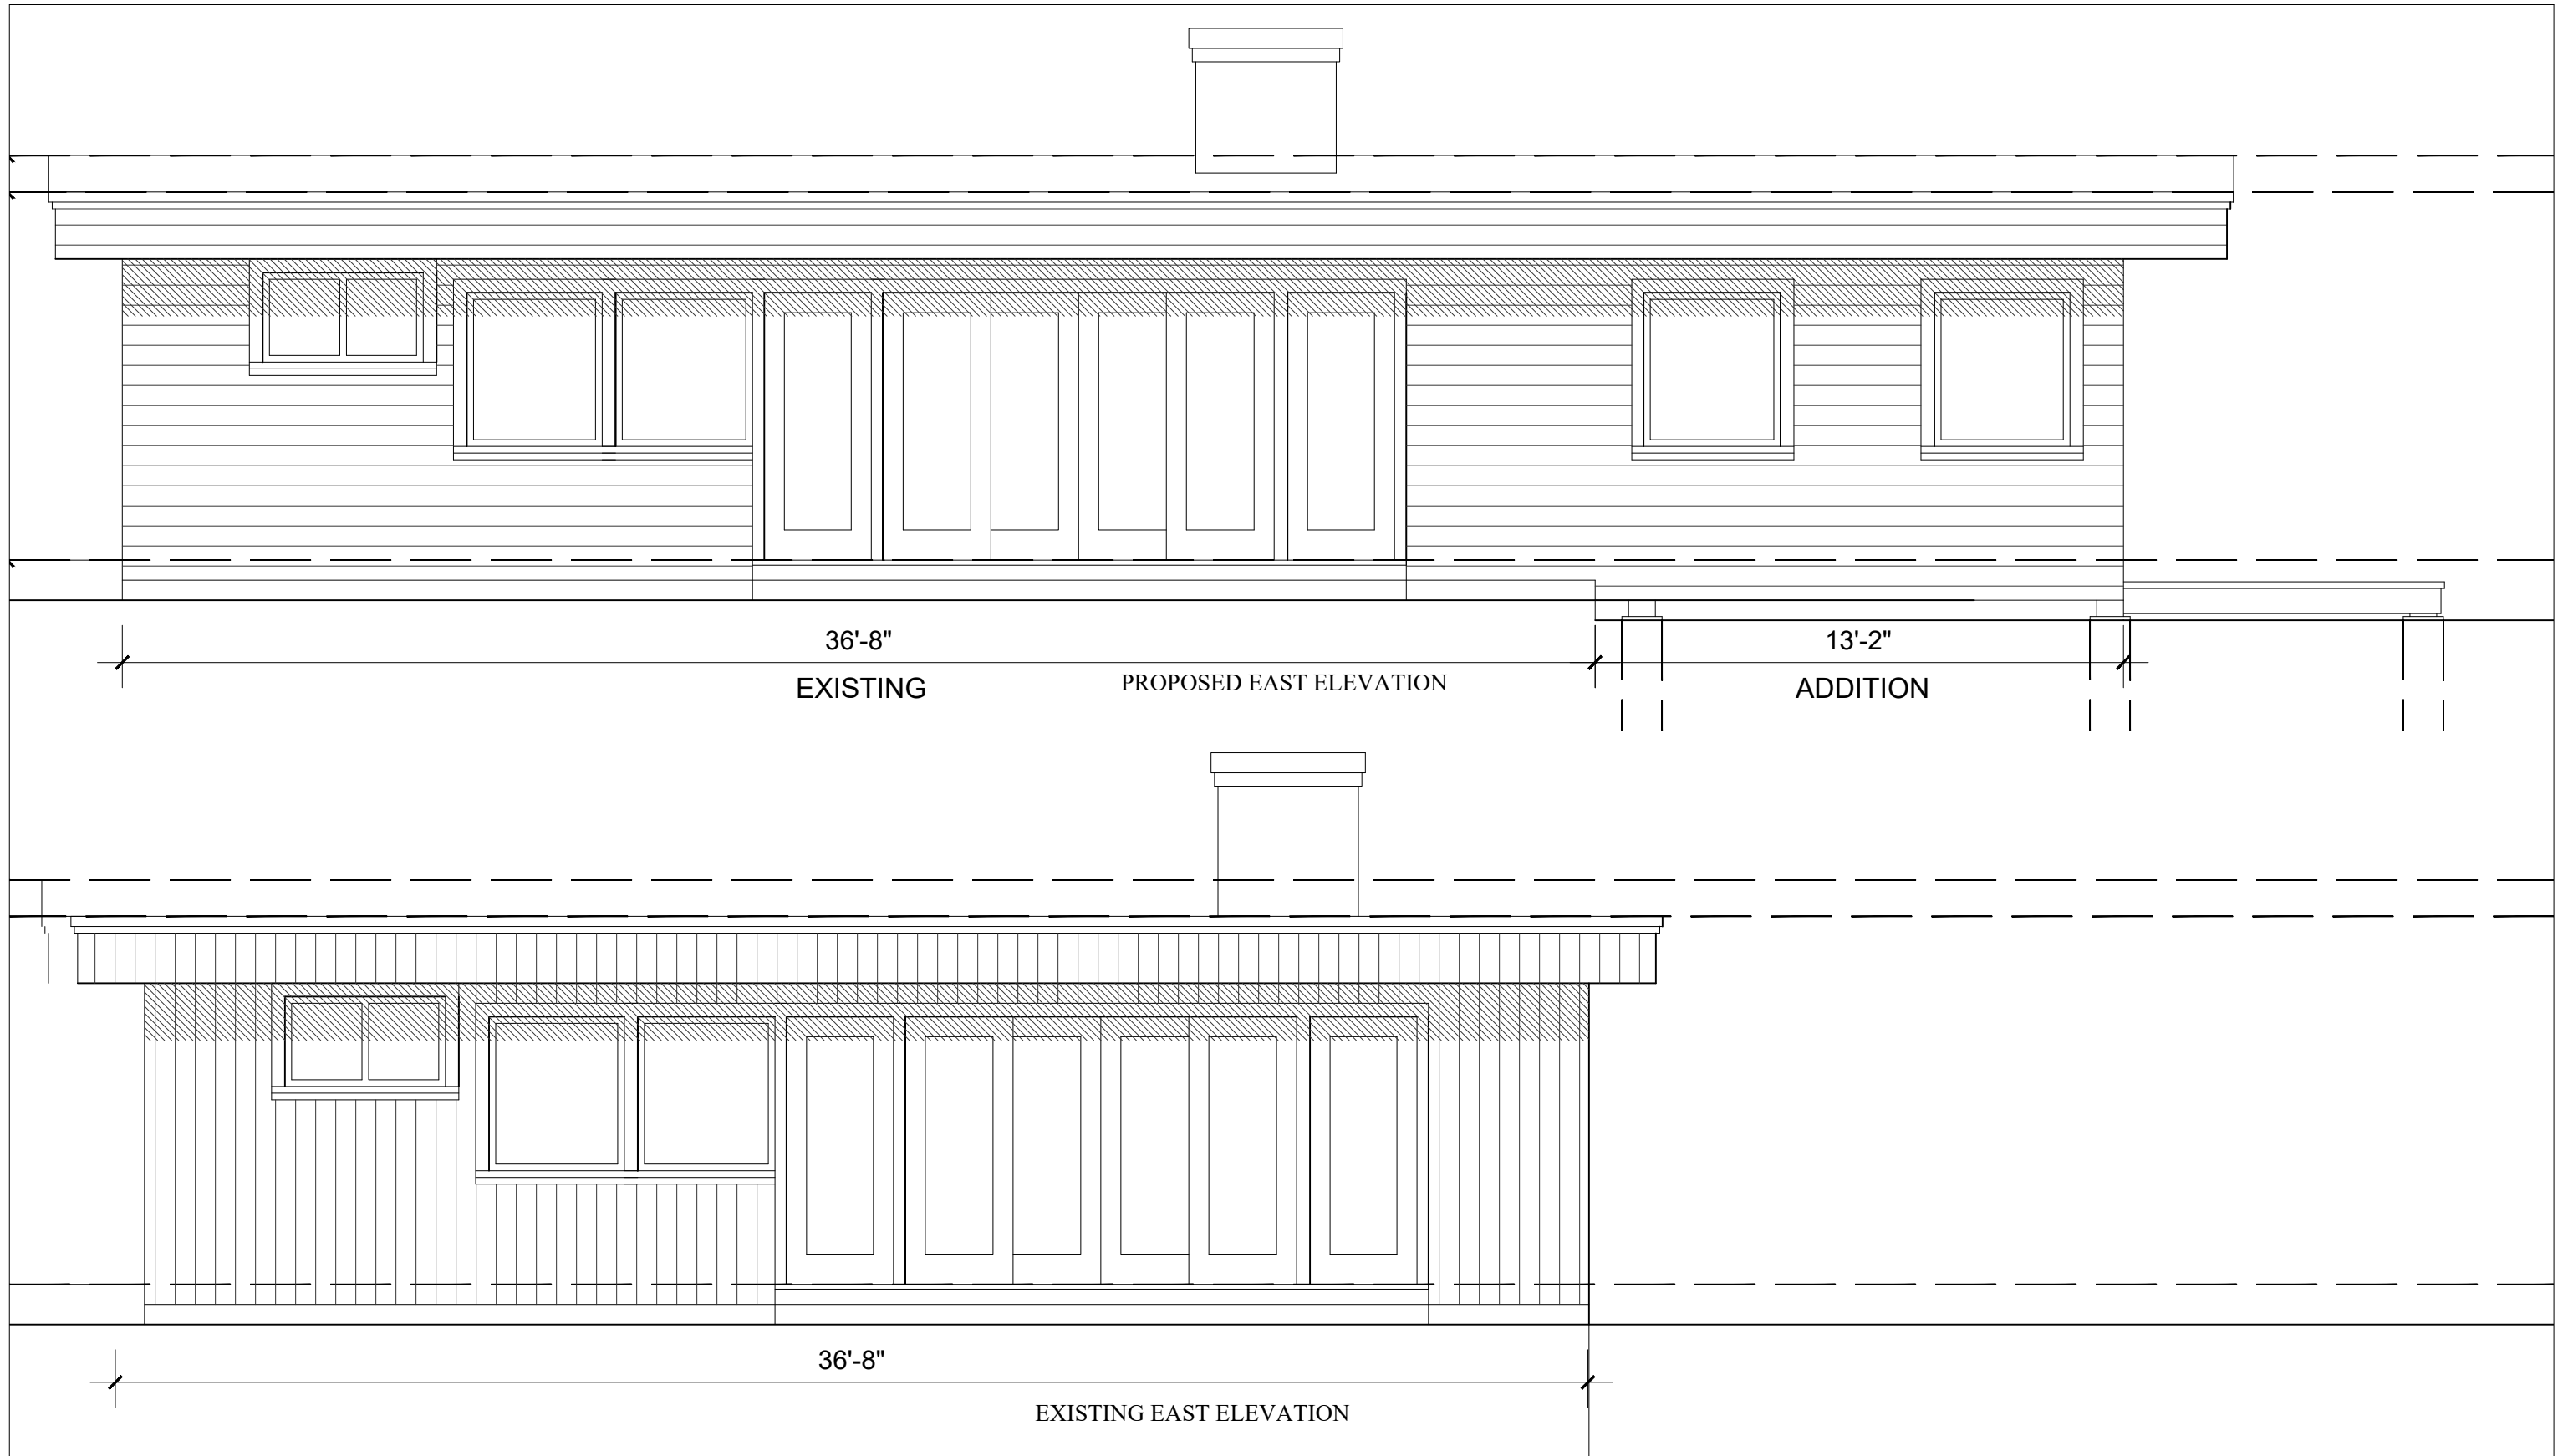 36'-8"
13'-2"
EXISTING
PROPOSED EAST ELEVATION
ADDITION
36'-8"
EXISTING EAST ELEVATION